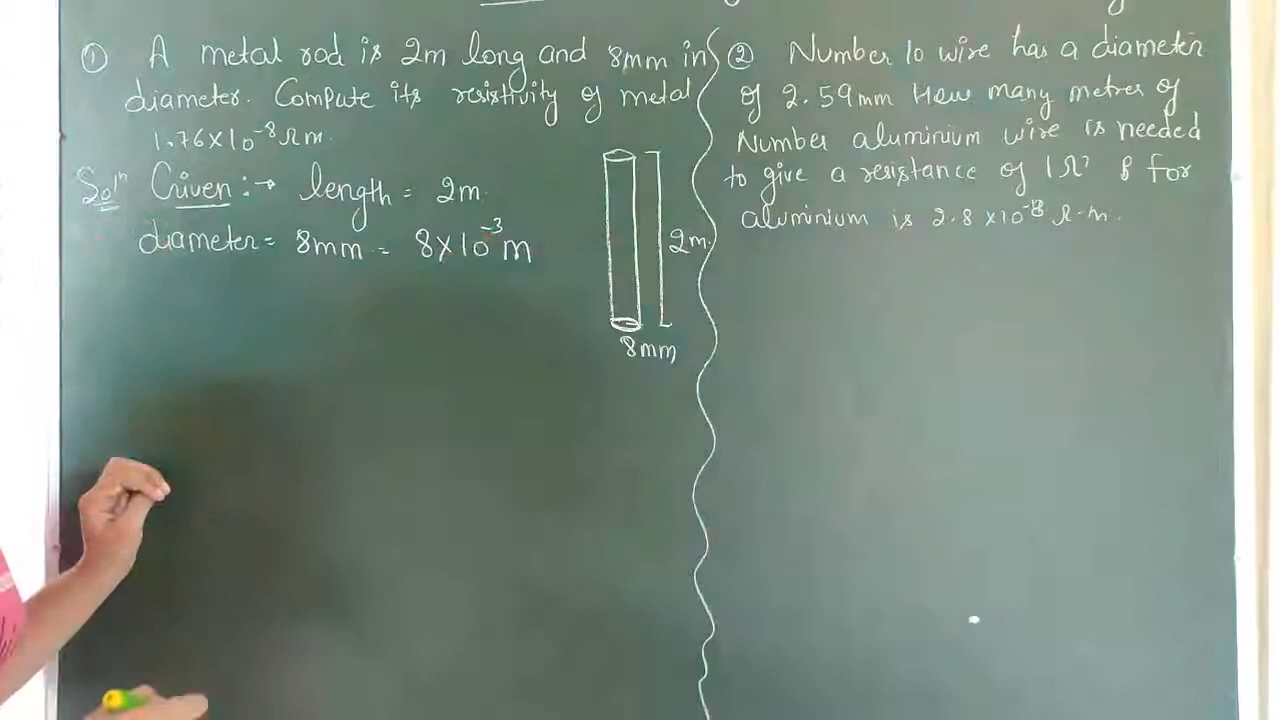 ① A metal rod is 2m long and 8mm in
diameter. Compute its resistivity of metal
1.76×10⁻⁸ Ωm.
Solⁿ Given :→ length = 2m.
diameter = 8mm = 8×10⁻³ m
2m.
8mm
② Number 10 wire has a diameter
of 2.59mm How many metres of
Number aluminium wire is needed
to give a resistance of 1Ω? ρ for
aluminium is 2.8 ×10⁻⁸ Ω-m.